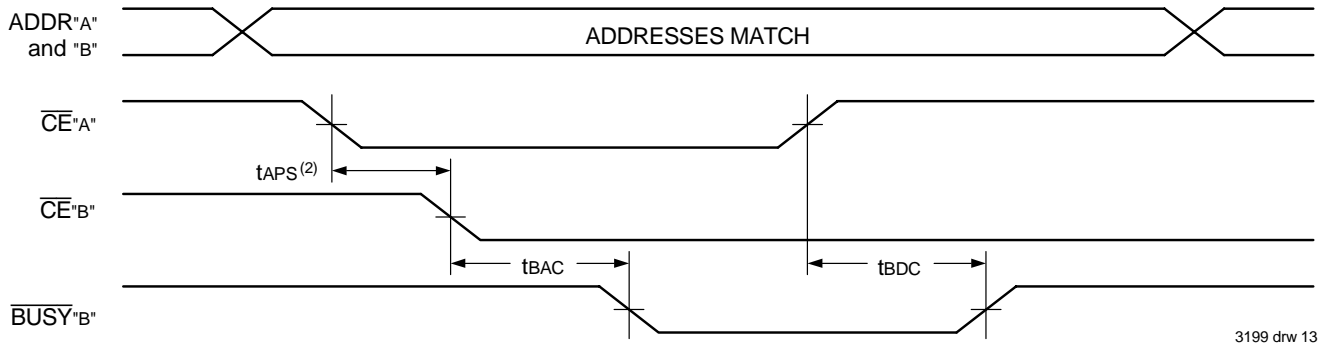 ADDR"A"
and "B"
ADDRESSES MATCH
CE"A"
tAPS(2)
CE"B"
tBAC
tBDC
BUSY"B"
3199 drw 13